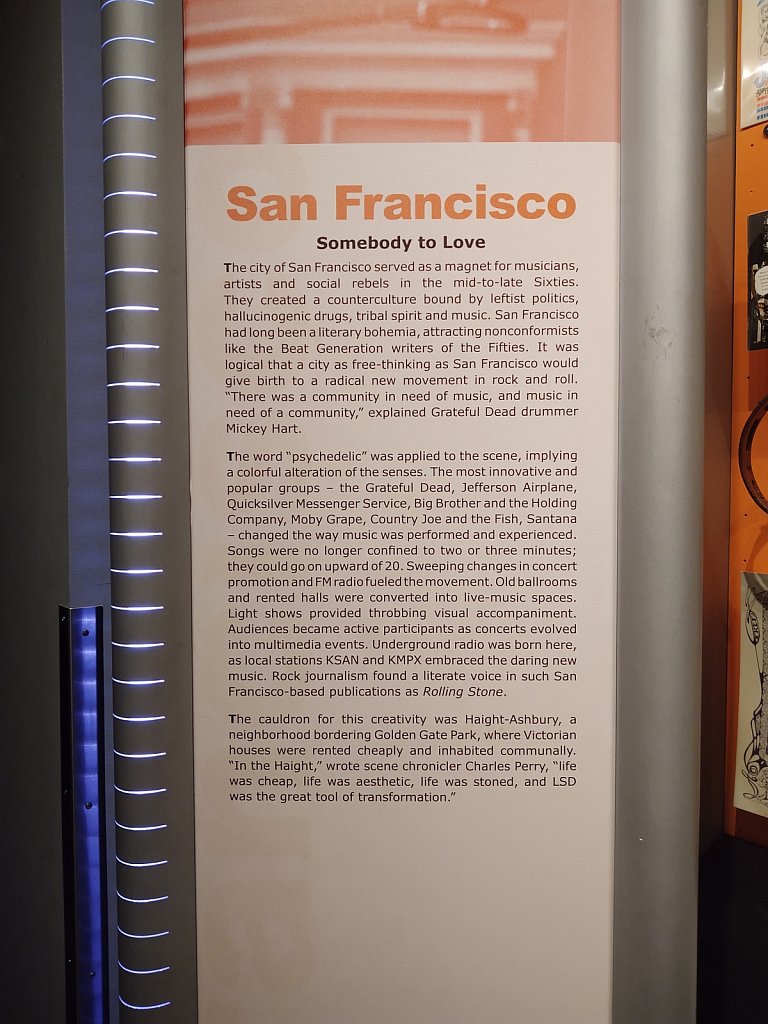 San Francisco
Somebody to Love
The city of San Francisco served as a magnet for musicians,
artists and social rebels in the mid-to-late Sixties.
They created a counterculture bound by leftist politics,
hallucinogenic drugs, tribal spirit and music. San Francisco
had long been a literary bohemia, attracting nonconformists
like the Beat Generation writers of the Fifties. It was
logical that a city as free-thinking as San Francisco would
give birth to a radical new movement in rock and roll.
“There was a community in need of music, and music in
need of a community,” explained Grateful Dead drummer
Mickey Hart.
The word “psychedelic” was applied to the scene, implying
a colorful alteration of the senses. The most innovative and
popular groups – the Grateful Dead, Jefferson Airplane,
Quicksilver Messenger Service, Big Brother and the Holding
Company, Moby Grape, Country Joe and the Fish, Santana
– changed the way music was performed and experienced.
Songs were no longer confined to two or three minutes;
they could go on upward of 20. Sweeping changes in concert
promotion and FM radio fueled the movement. Old ballrooms
and rented halls were converted into live-music spaces.
Light shows provided throbbing visual accompaniment.
Audiences became active participants as concerts evolved
into multimedia events. Underground radio was born here,
as local stations KSAN and KMPX embraced the daring new
music. Rock journalism found a literate voice in such San
Francisco-based publications as Rolling Stone.
The cauldron for this creativity was Haight-Ashbury, a
neighborhood bordering Golden Gate Park, where Victorian
houses were rented cheaply and inhabited communally.
“In the Haight,” wrote scene chronicler Charles Perry, “life
was cheap, life was aesthetic, life was stoned, and LSD
was the great tool of transformation.”